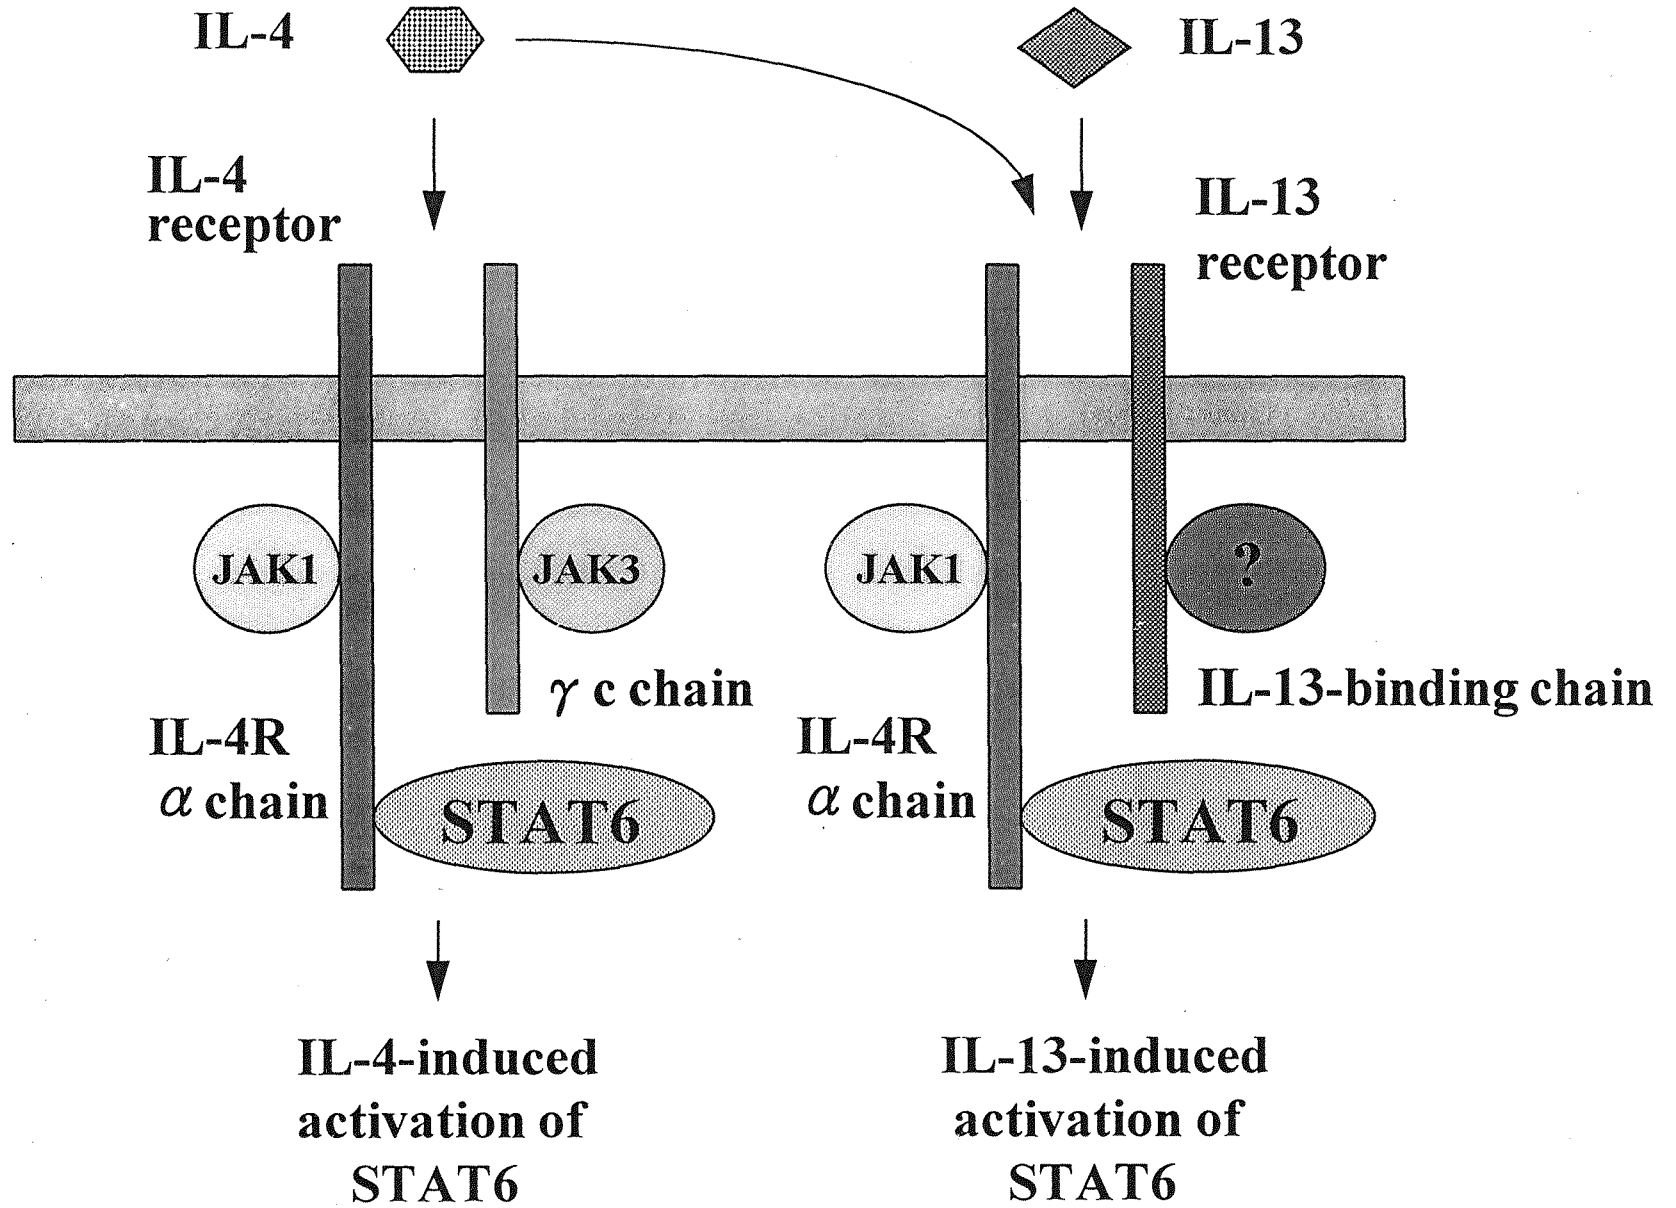 IL-4
IL-13
IL-4
receptor
IL-13
receptor
JAK1
JAK3
JAK1
?
γ c chain
IL-13-binding chain
IL-4R
α chain
IL-4R
α chain
STAT6
STAT6
IL-4-induced
activation of
STAT6
IL-13-induced
activation of
STAT6